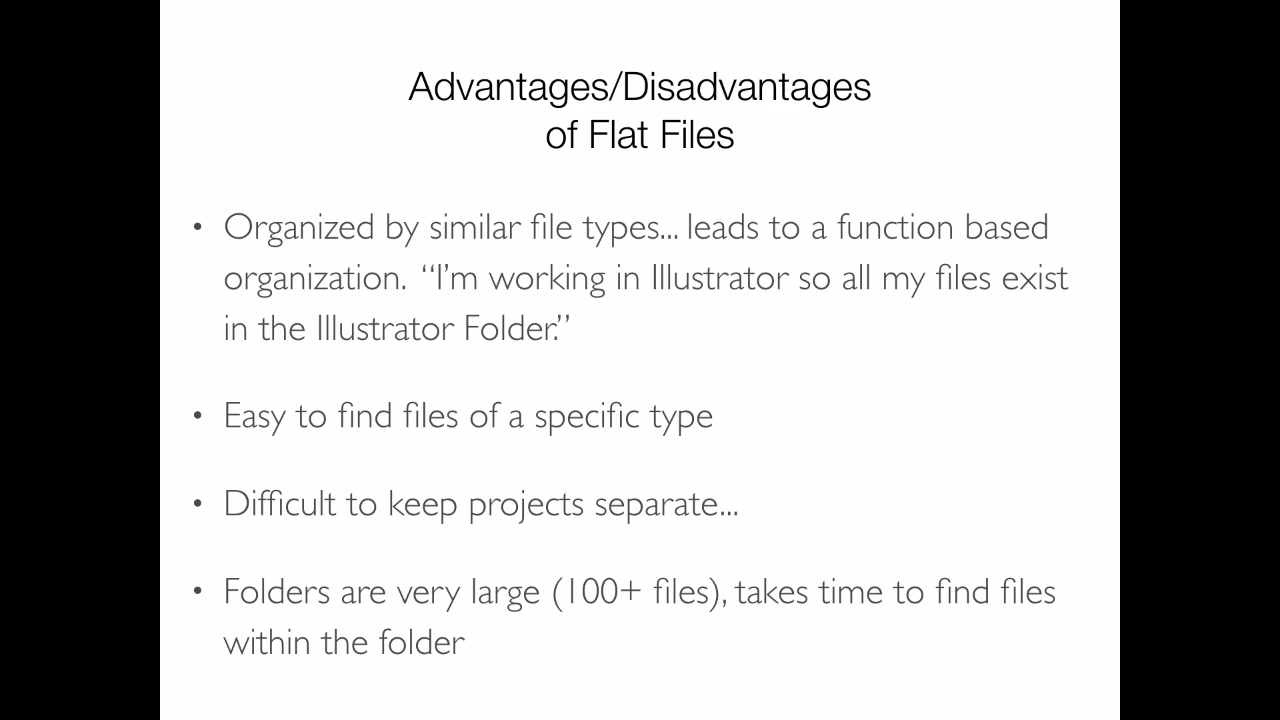 Advantages/Disadvantages
of Flat Files
• Organized by similar file types... leads to a function based
organization. “I’m working in Illustrator so all my files exist
in the Illustrator Folder.”
• Easy to find files of a specific type
• Difficult to keep projects separate...
• Folders are very large (100+ files), takes time to find files
within the folder